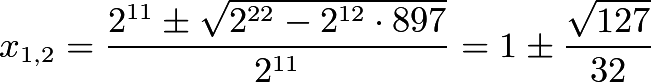 x_{1,2} = \frac{2^{11} \pm \sqrt{2^{22} - 2^{12} \cdot 897}}{2^{11}} = 1 \pm \frac{\sqrt{127}}{32}